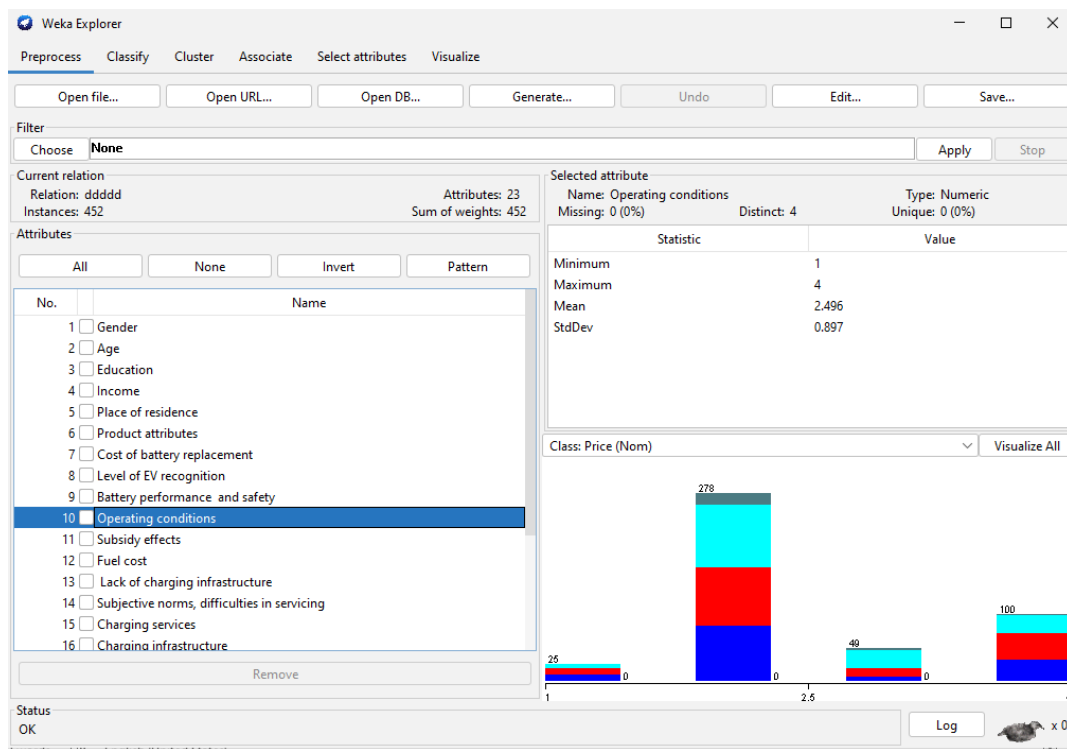 Weka Explorer
Preprocess Classify Cluster Associate Select attributes Visualize
Open file... Open URL... Open DB... Generate... Undo Edit... Save...
Filter
Choose None Apply Stop
Current relation
Relation: ddddd Attributes: 23
Instances: 452 Sum of weights: 452
Attributes
All None Invert Pattern
No. Name
1 Gender
2 Age
3 Education
4 Income
5 Place of residence
6 Product attributes
7 Cost of battery replacement
8 Level of EV recognition
9 Battery performance and safety
10 Operating conditions
11 Subsidy effects
12 Fuel cost
13 Lack of charging infrastructure
14 Subjective norms, difficulties in servicing
15 Charging services
16 Charging infrastructure
Remove
Selected attribute
Name: Operating conditions Type: Numeric
Missing: 0 (0%) Distinct: 4 Unique: 0 (0%)
Statistic Value
Minimum 1
Maximum 4
Mean 2.496
StdDev 0.897
Class: Price (Nom) Visualize All
278
100
49
25
0 0 0
1 2.5
Status
OK Log x 0